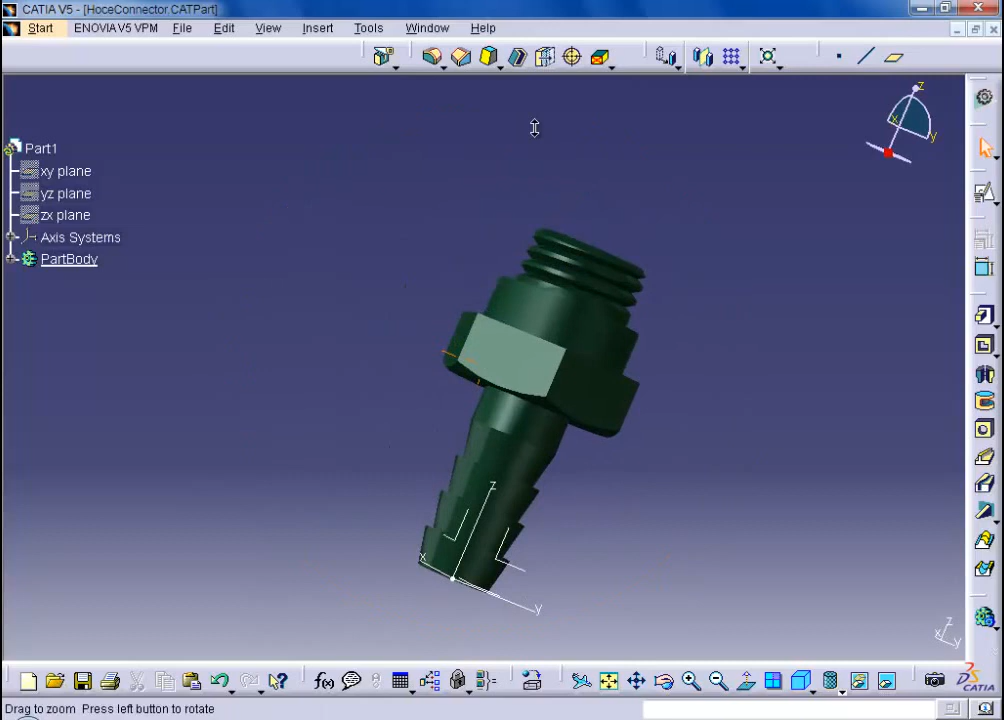 CATIA V5 - [HoceConnector.CATPart]
Start ENOVIA V5 VPM File Edit View Insert Tools Window Help
z
x
y
Part1
xy plane
yz plane
zx plane
Axis Systems
PartBody
z
x
y
z
x y
f(x)
DS
CATIA
Drag to zoom Press left button to rotate